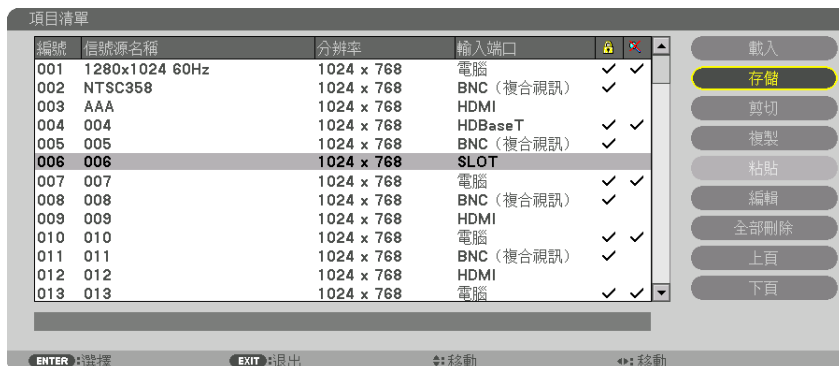 項目清單
編號 信號源名稱 分辨率 輸入端口
001 1280x1024 60Hz 1024 x 768 電腦 ✓ ✓
002 NTSC358 1024 x 768 BNC（複合視訊） ✓
003 AAA 1024 x 768 HDMI
004 004 1024 x 768 HDBaseT ✓ ✓
005 005 1024 x 768 BNC（複合視訊） ✓
006 006 1024 x 768 SLOT
007 007 1024 x 768 電腦 ✓ ✓
008 008 1024 x 768 BNC（複合視訊） ✓
009 009 1024 x 768 HDMI
010 010 1024 x 768 電腦 ✓ ✓
011 011 1024 x 768 BNC（複合視訊） ✓
012 012 1024 x 768 HDMI
013 013 1024 x 768 電腦 ✓ ✓
載入
存儲
剪切
複製
粘貼
編輯
全部刪除
上頁
下頁
ENTER:選擇 EXIT:退出 :移動 :移動